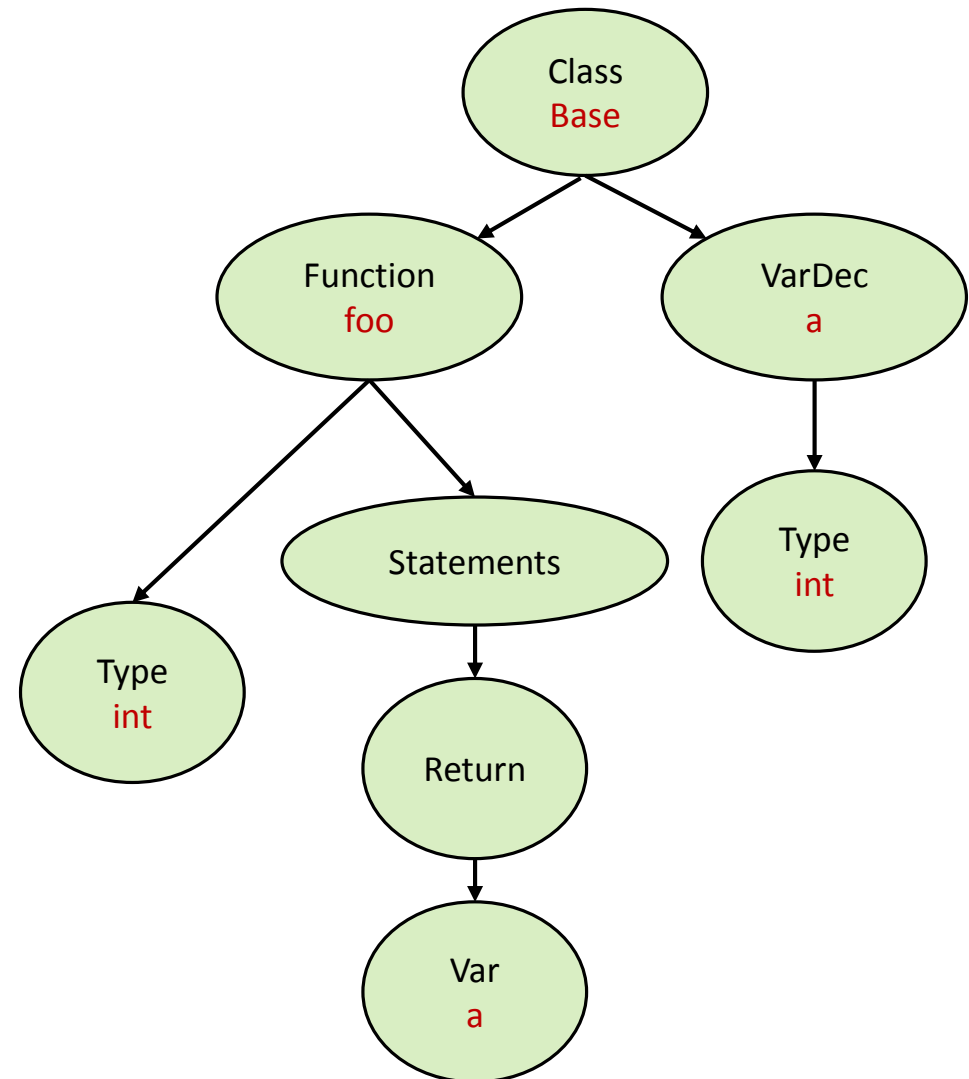 Class
Base
Function
foo
VarDec
a
Statements
Type
int
Type
int
Return
Var
a